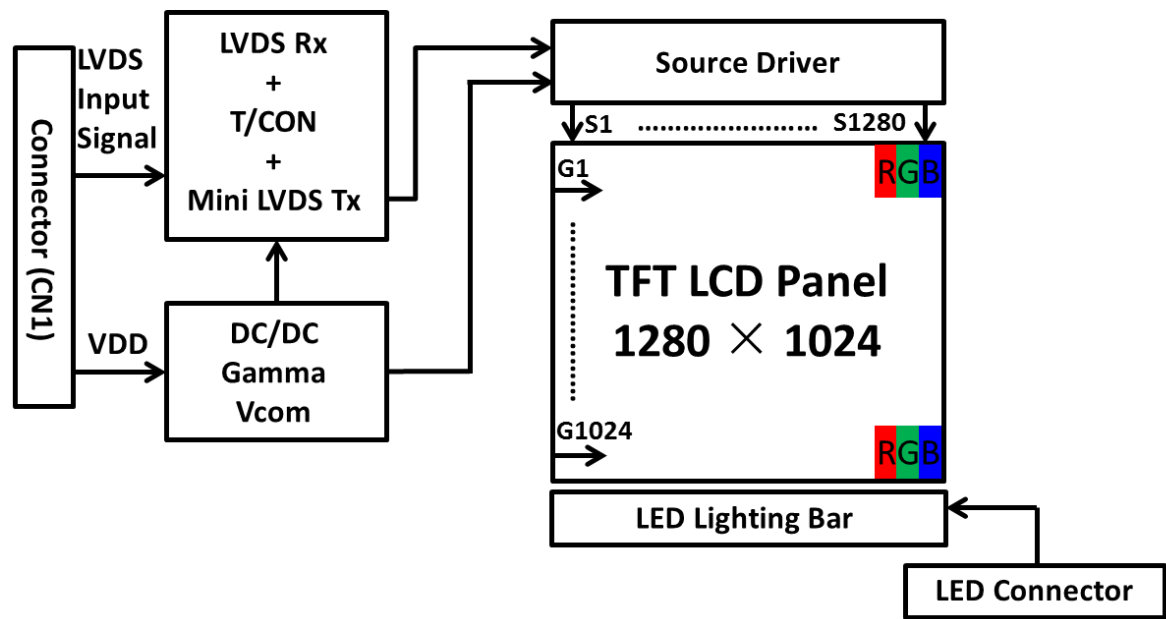 Connector (CN1)
LVDS
Input
Signal
VDD
LVDS Rx
+
T/CON
+
Mini LVDS Tx
DC/DC
Gamma
Vcom
Source Driver
S1 ........................ S1280
G1
RGB
TFT LCD Panel
1280 × 1024
G1024
RGB
LED Lighting Bar
LED Connector